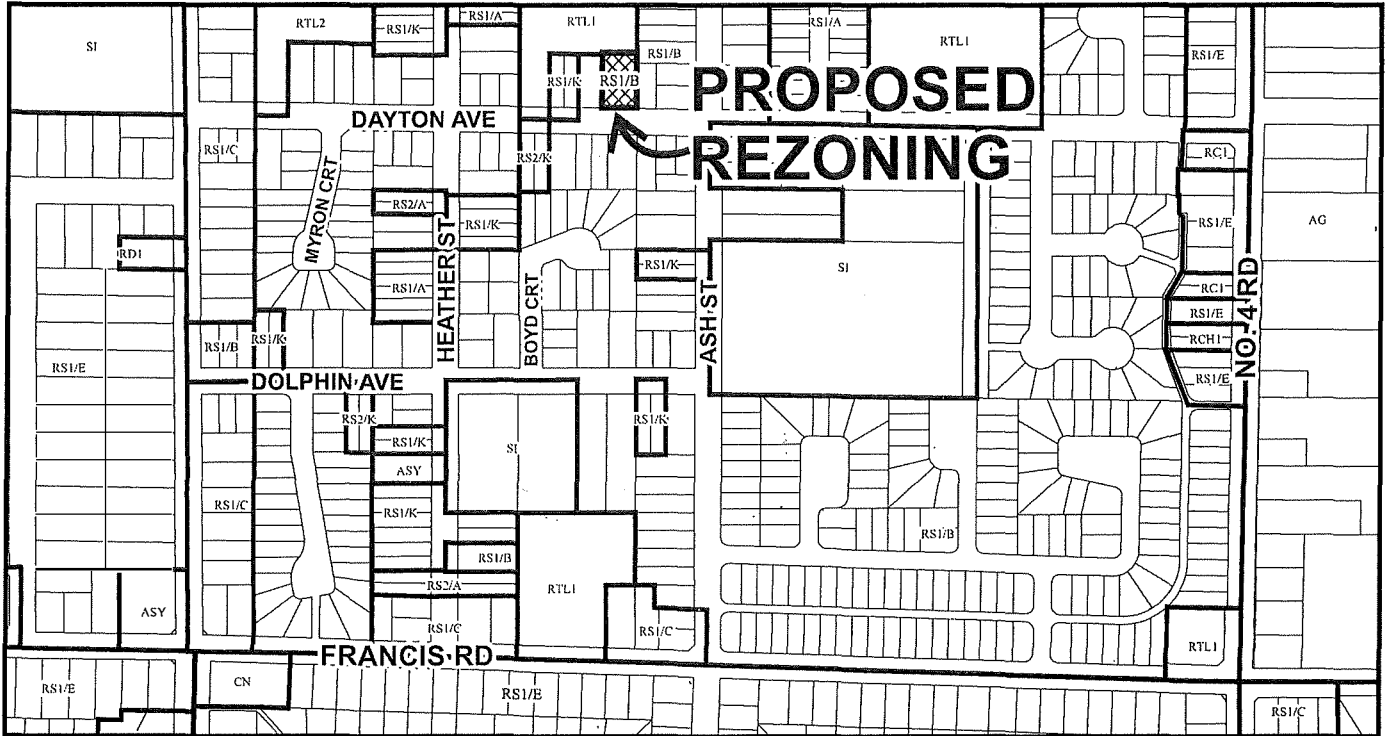 SI
RTL2
RS1/K
RS1/A
RTL1
RS1/B
RS1/A
RTL1
RS1/E
RS1/K
RS1/B
PROPOSED
REZONING
DAYTON AVE
RS1/C
MYRON CRT
RS2/K
RC1
RS2/A
RS1/K
HEATHER ST
RS1/E
AG
RD1
RS1/A
BOYD CRT
RS1/K
ASH ST
SI
RC1
RS1/E
NO. 4 RD
RS1/B
RS1/K
RCH1
RS1/E
RS1/E
DOLPHIN AVE
RS2/K
RS1/K
RS1/K
SI
ASY
RS1/C
RS1/K
RS1/B
RS1/B
RS2/A
RTL1
ASY
RS1/C
RS1/C
RTL1
FRANCIS RD
RS1/E
CN
RS1/E
RS1/C